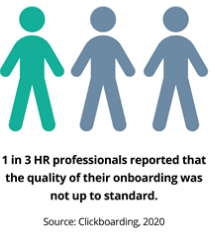 1 in 3 HR professionals reported that
the quality of their onboarding was
not up to standard.
Source: Clickboarding, 2020